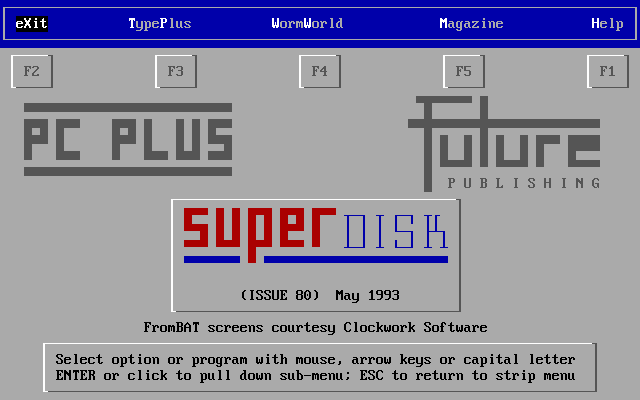 eXit TypePlus WormWorld Magazine Help
F2 F3 F4 F5 F1
PC PLUS
Future
PUBLISHING
super DISK
(ISSUE 80) May 1993
FromBAT screens courtesy Clockwork Software
Select option or program with mouse, arrow keys or capital letter
ENTER or click to pull down sub-menu; ESC to return to strip menu